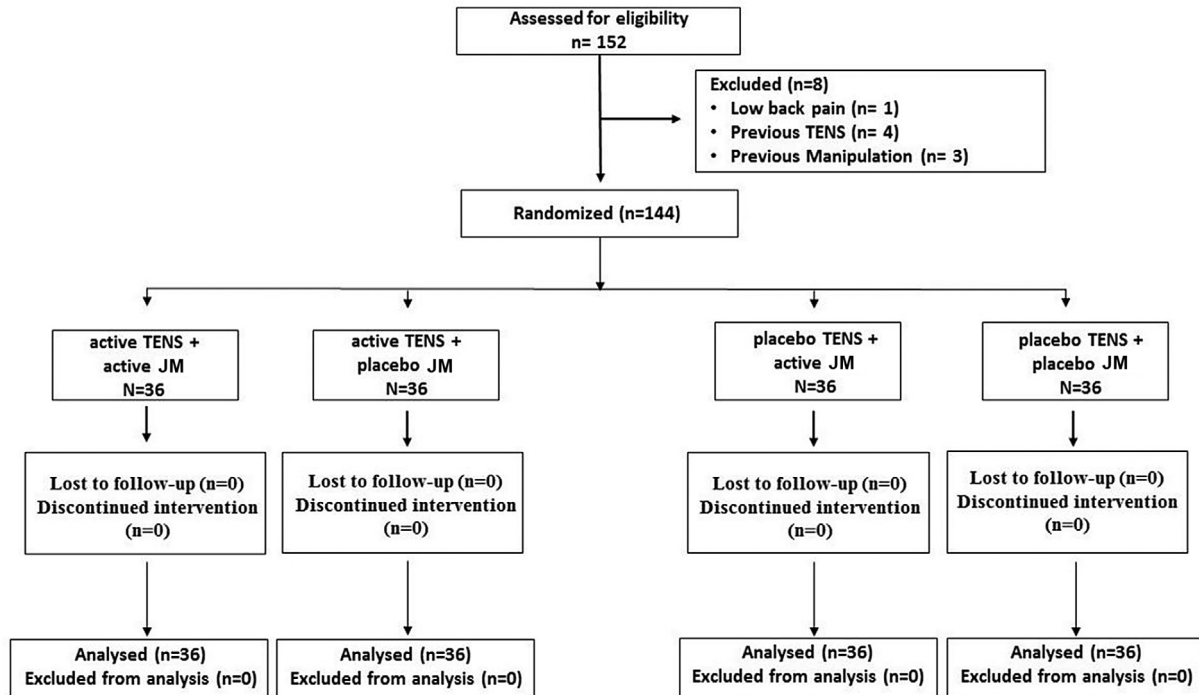 Assessed for eligibility
n= 152
Excluded (n=8)
• Low back pain (n= 1)
• Previous TENS (n= 4)
• Previous Manipulation (n= 3)
Randomized (n=144)
active TENS +
active JM
N=36
active TENS +
placebo JM
N=36
placebo TENS +
active JM
N=36
placebo TENS +
placebo JM
N=36
Lost to follow-up (n=0)
Discontinued intervention
(n=0)
Lost to follow-up (n=0)
Discontinued intervention
(n=0)
Lost to follow-up (n=0)
Discontinued intervention
(n=0)
Lost to follow-up (n=0)
Discontinued intervention
(n=0)
Analysed (n=36)
Excluded from analysis (n=0)
Analysed (n=36)
Excluded from analysis (n=0)
Analysed (n=36)
Excluded from analysis (n=0)
Analysed (n=36)
Excluded from analysis (n=0)